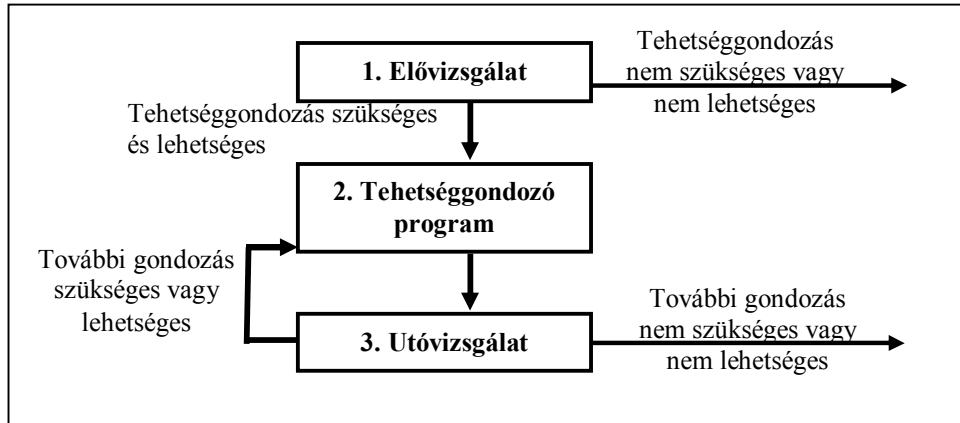 1. Elővizsgálat
Tehetséggondozás
nem szükséges vagy
nem lehetséges
Tehetséggondozás szükséges
és lehetséges
2. Tehetséggondozó
program
További gondozás
szükséges vagy
lehetséges
3. Utóvizsgálat
További gondozás
nem szükséges vagy
nem lehetséges